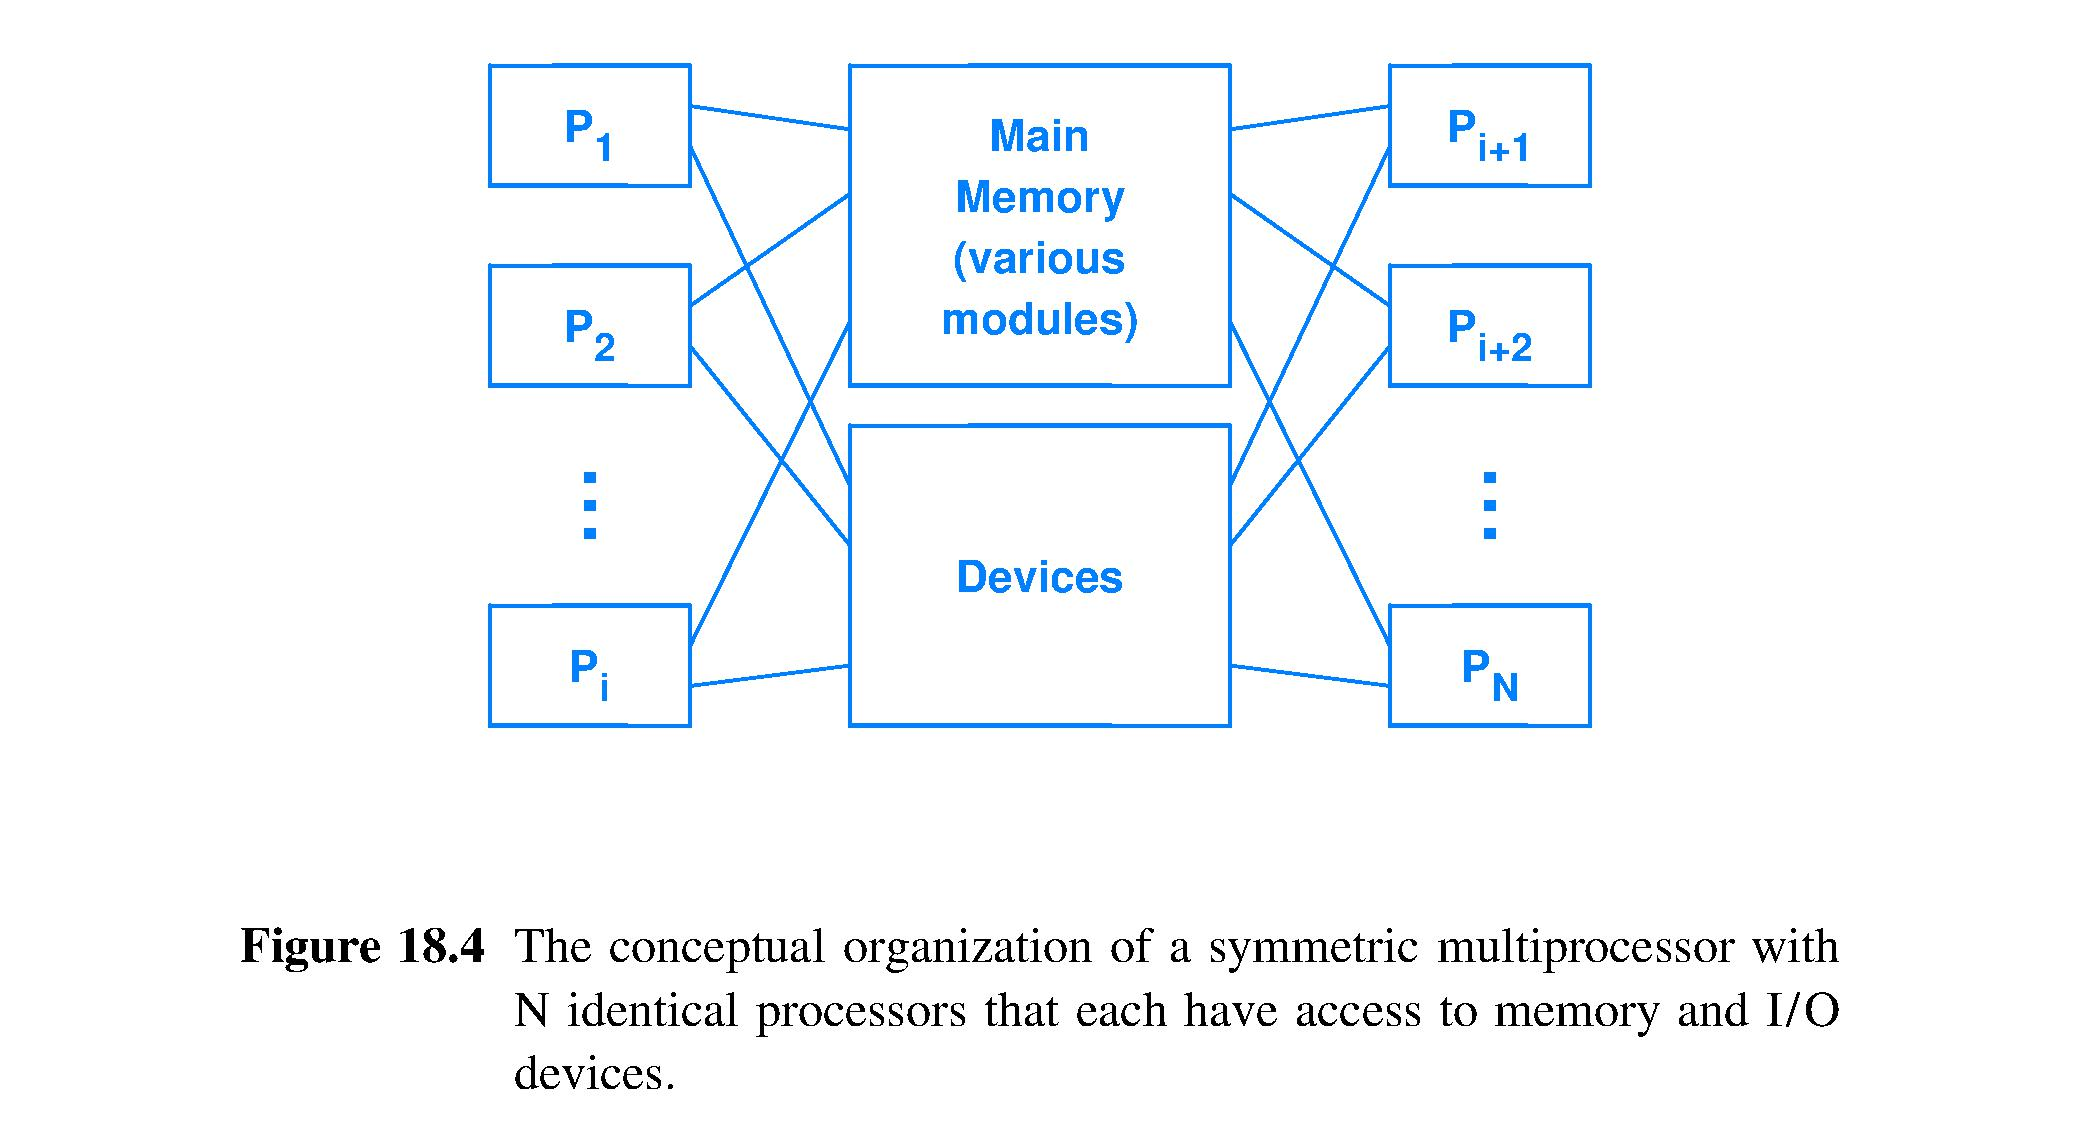 P1
Main
Memory
(various
modules)
Pi+1
P2
Pi+2
Devices
Pi
PN
Figure 18.4 The conceptual organization of a symmetric multiprocessor with
N identical processors that each have access to memory and I/O
devices.